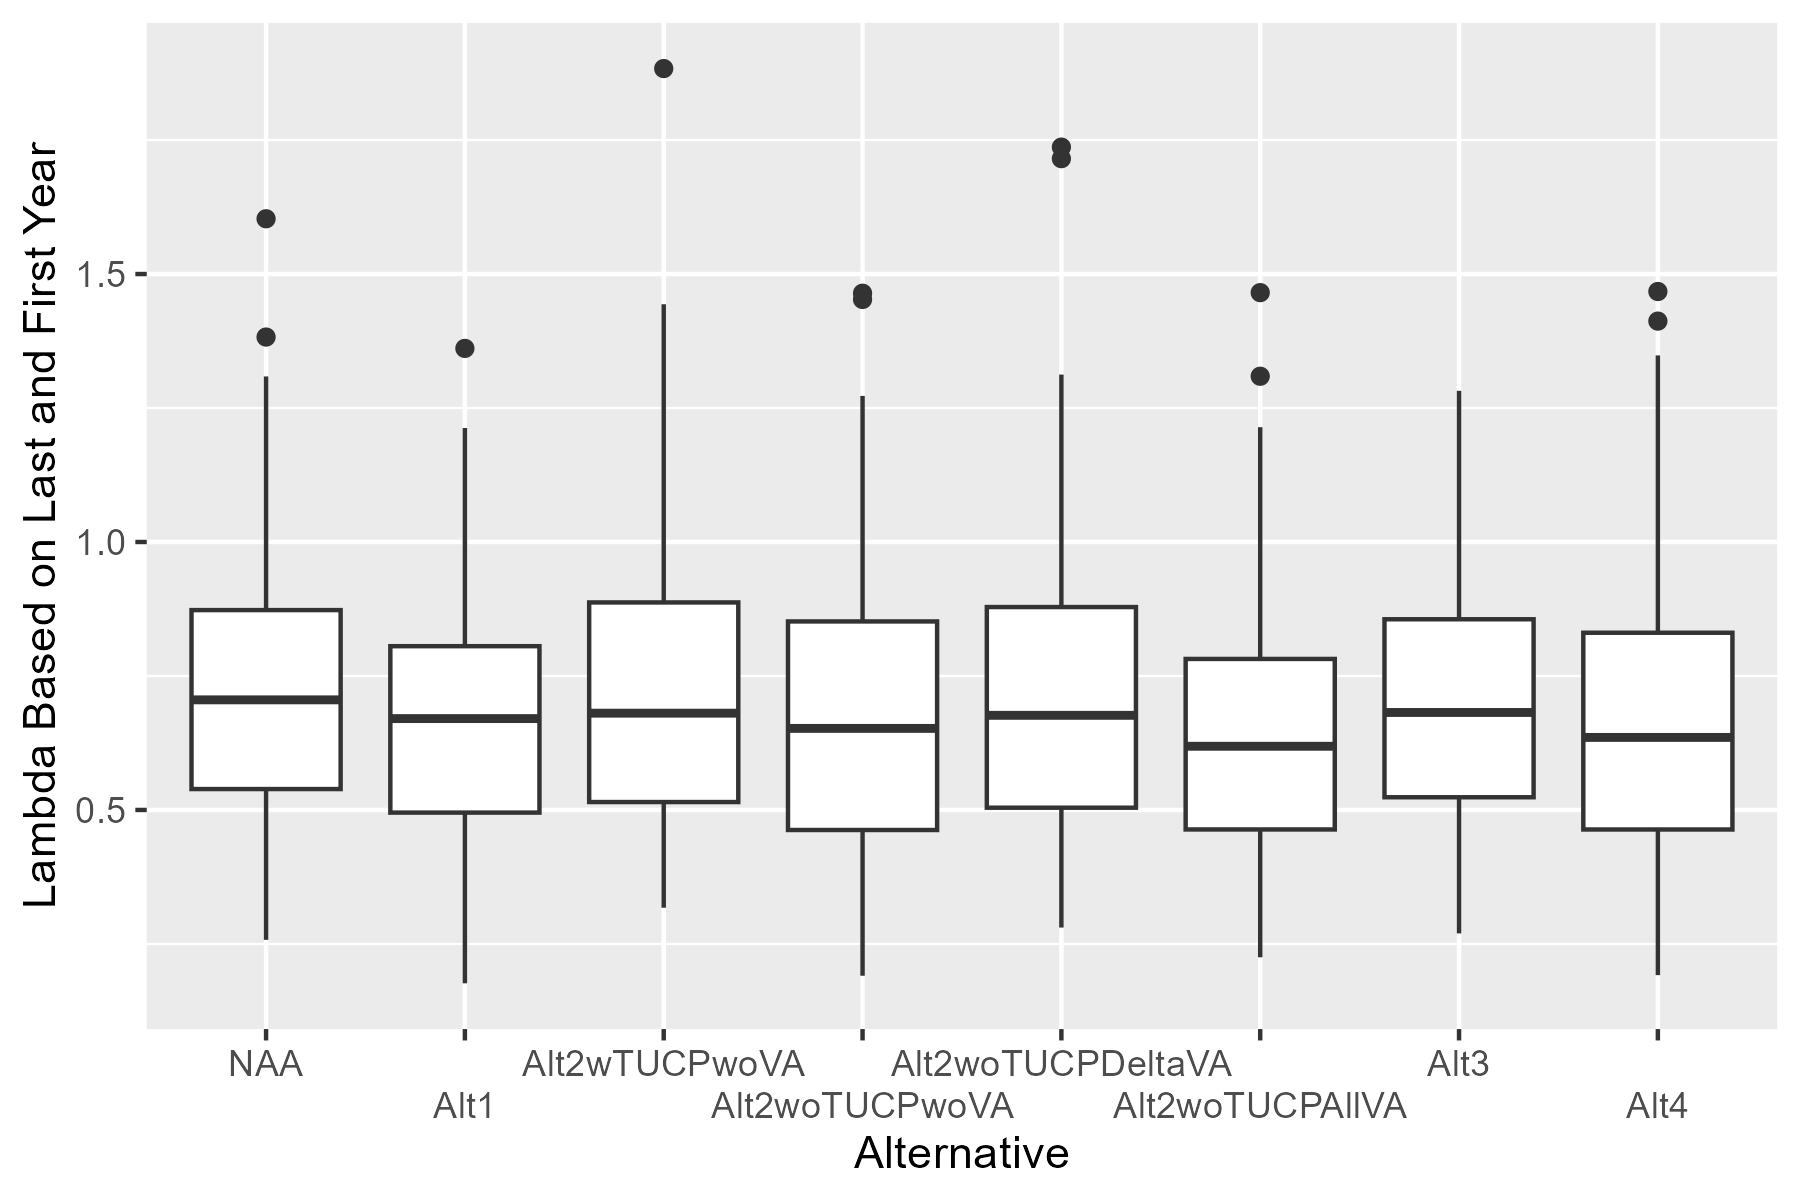 Lambda Based on Last and First Year
1.5
1.0
0.5
NAA
Alt2wTUCPwoVA
Alt2woTUCPDeltaVA
Alt3
Alt1
Alt2woTUCPwoVA
Alt2woTUCPAllVA
Alt4
Alternative